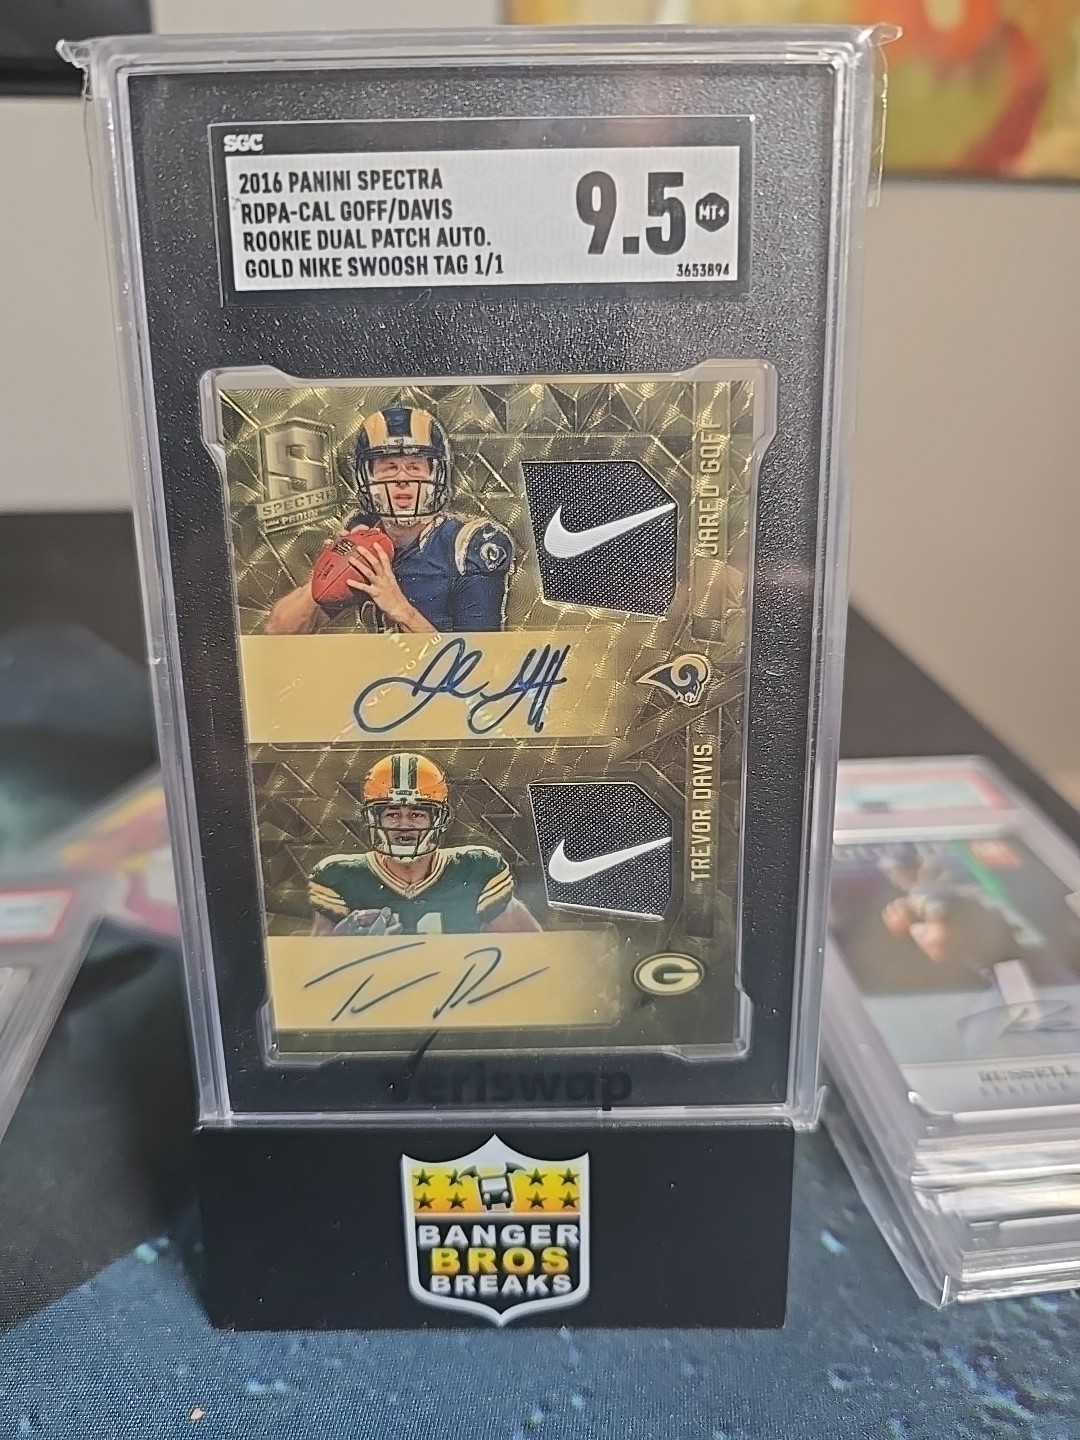 SGC
2016 PANINI SPECTRA
RDPA-CAL GOFF/DAVIS
ROOKIE DUAL PATCH AUTO.
GOLD NIKE SWOOSH TAG 1/1
9.5 MT+
3653894
S
SPECTRA
PANINI
JARED GOFF
TREVOR DAVIS
G
veriswap
BANGER
BROS
BREAKS
RUSSELL